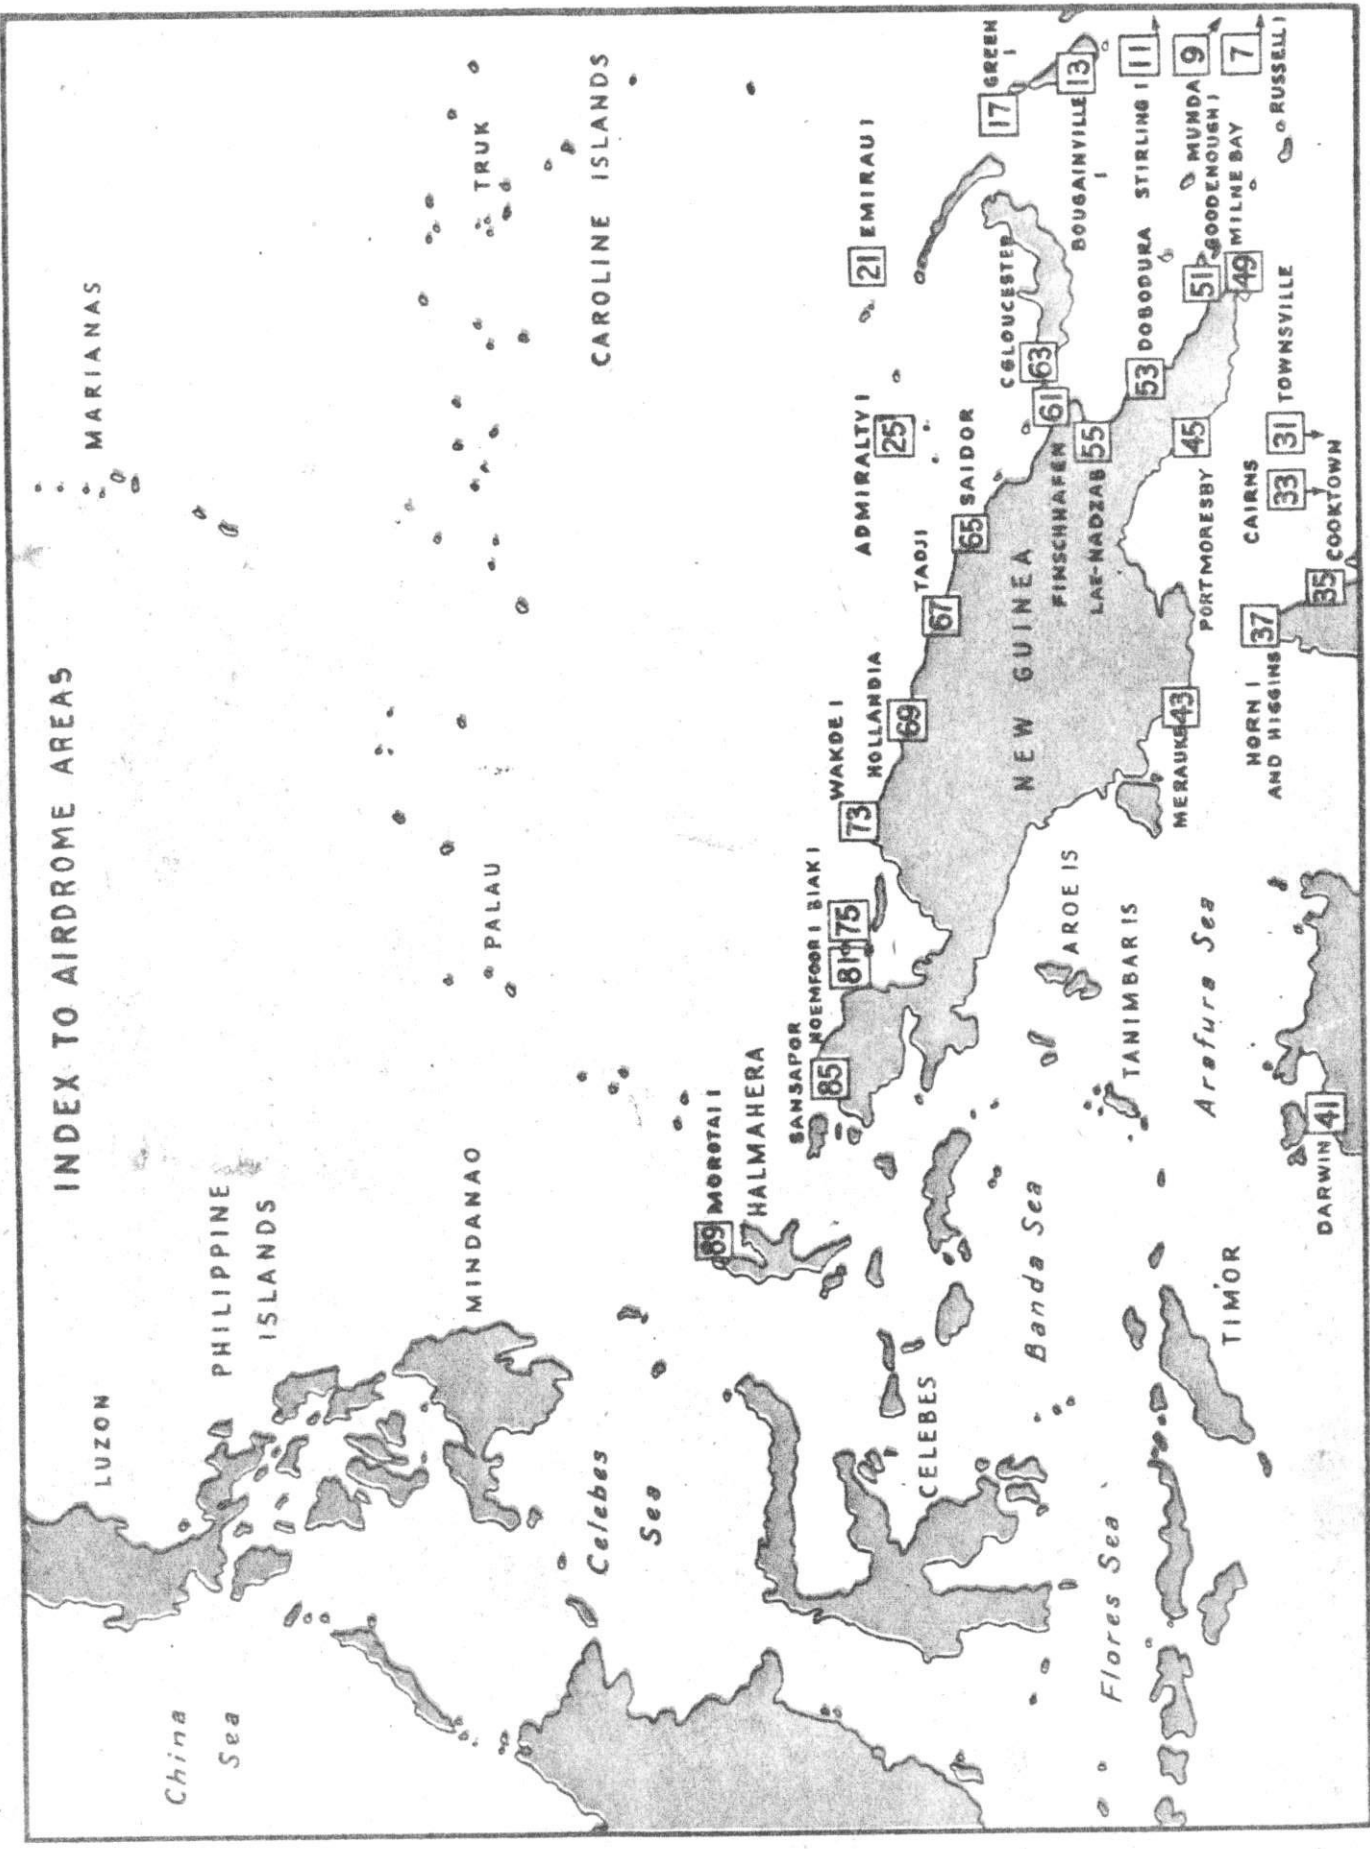 INDEX TO AIRDROME AREAS
MARIANAS
LUZON
PHILIPPINE
ISLANDS
China
Sea
MINDANAO
PALAU
TRUK
CAROLINE ISLANDS
Celebes
Sea
89 MOROTAI I
HALMAHERA
SANSAPOR
85
NOEMFOOR I
81
BIAK I
75
WAKDE I
73
HOLLANDIA
69
TADJI
67
SAIDOR
65
ADMIRALTY I
25
21 EMIRAU I
17 GREEN
I
BOUGAINVILLE
I
13
C GLOUCESTER
63
61
FINSCHHAFEN
55
LAE-NADZAB
NEW GUINEA
53 DOBODURA
STIRLING I
11
MUNDA
9
7
RUSSELL I
51
GOODENOUGH I
49
MILNE BAY
45
PORT MORESBY
MERAUKE 43
CAIRNS
33
31 TOWNSVILLE
35 COOKTOWN
HORN I
AND HIGGINS
37
CELEBES
Banda Sea
AROE IS
TANIMBAR IS
Arafura Sea
Flores Sea
TIMOR
DARWIN 41